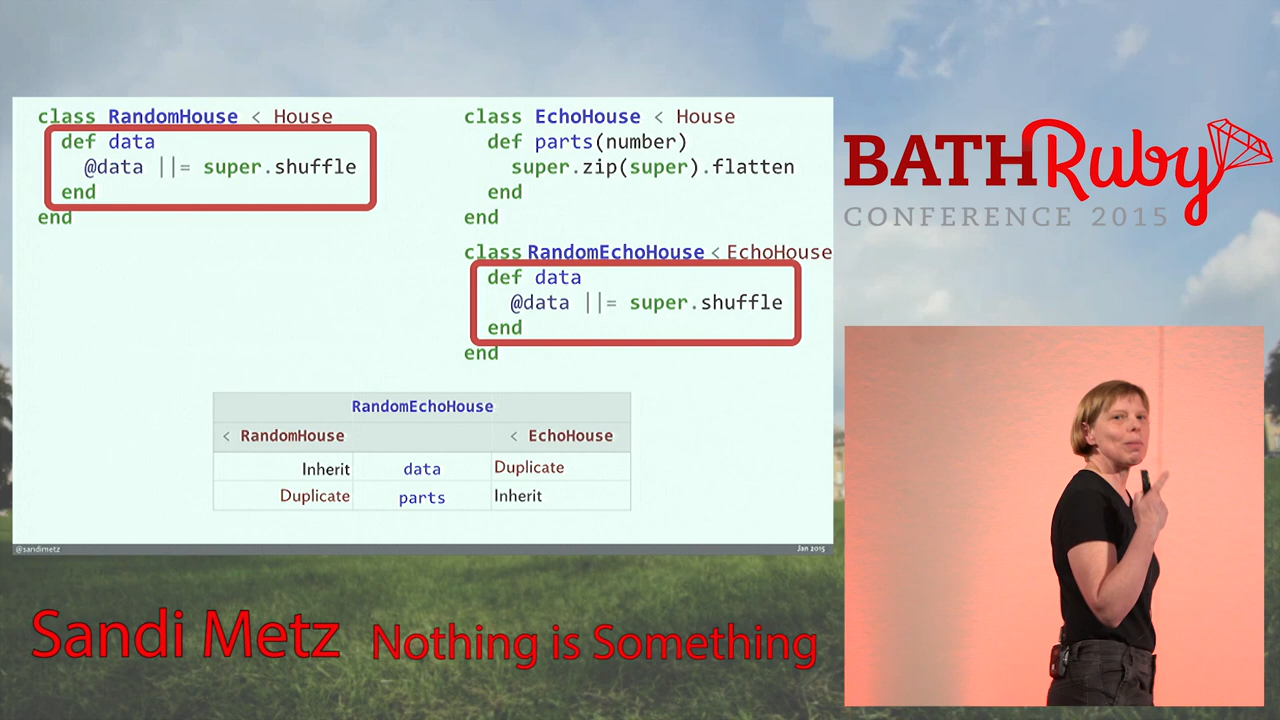 class RandomHouse < House
def data
@data ||= super.shuffle
end
end
class EchoHouse < House
def parts(number)
super.zip(super).flatten
end
end
class RandomEchoHouse < EchoHouse
def data
@data ||= super.shuffle
end
end
RandomEchoHouse
< RandomHouse < EchoHouse
Inherit data Duplicate
Duplicate parts Inherit
@sandimetz Jan 2015
BATH Ruby
CONFERENCE 2015
Sandi Metz Nothing is Something